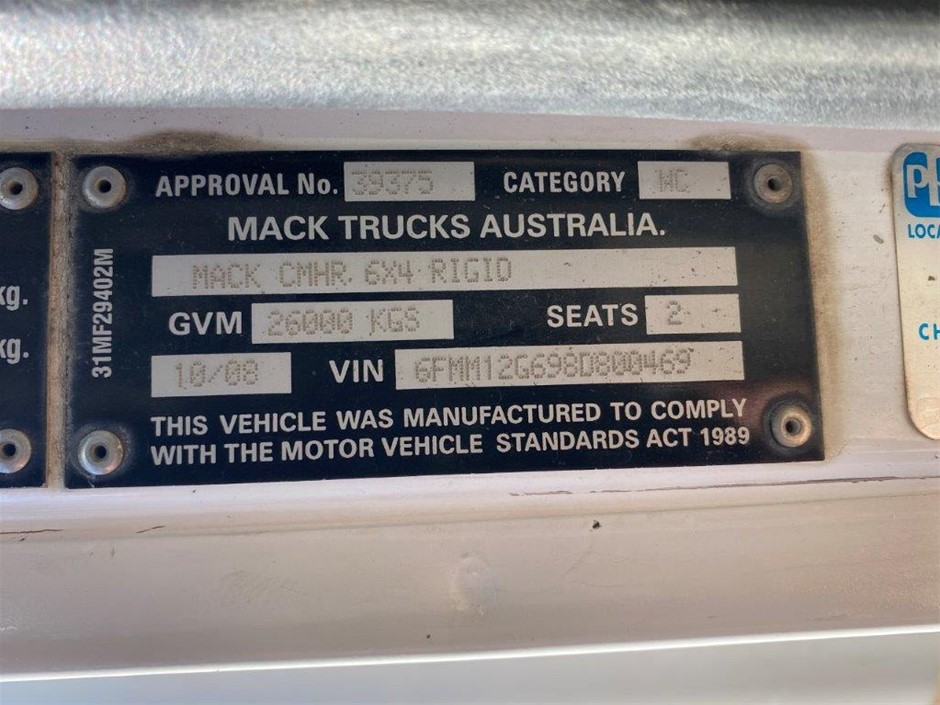 APPROVAL No. 39375 CATEGORY
MACK TRUCKS AUSTRALIA.
MACK CMHR 6X4 RIGID
GVM 26000 KGS SEATS 2
10/08 VIN 6FMM12G698D800469
THIS VEHICLE WAS MANUFACTURED TO COMPLY
WITH THE MOTOR VEHICLE STANDARDS ACT 1989
31MF29402M
kg.
kg.